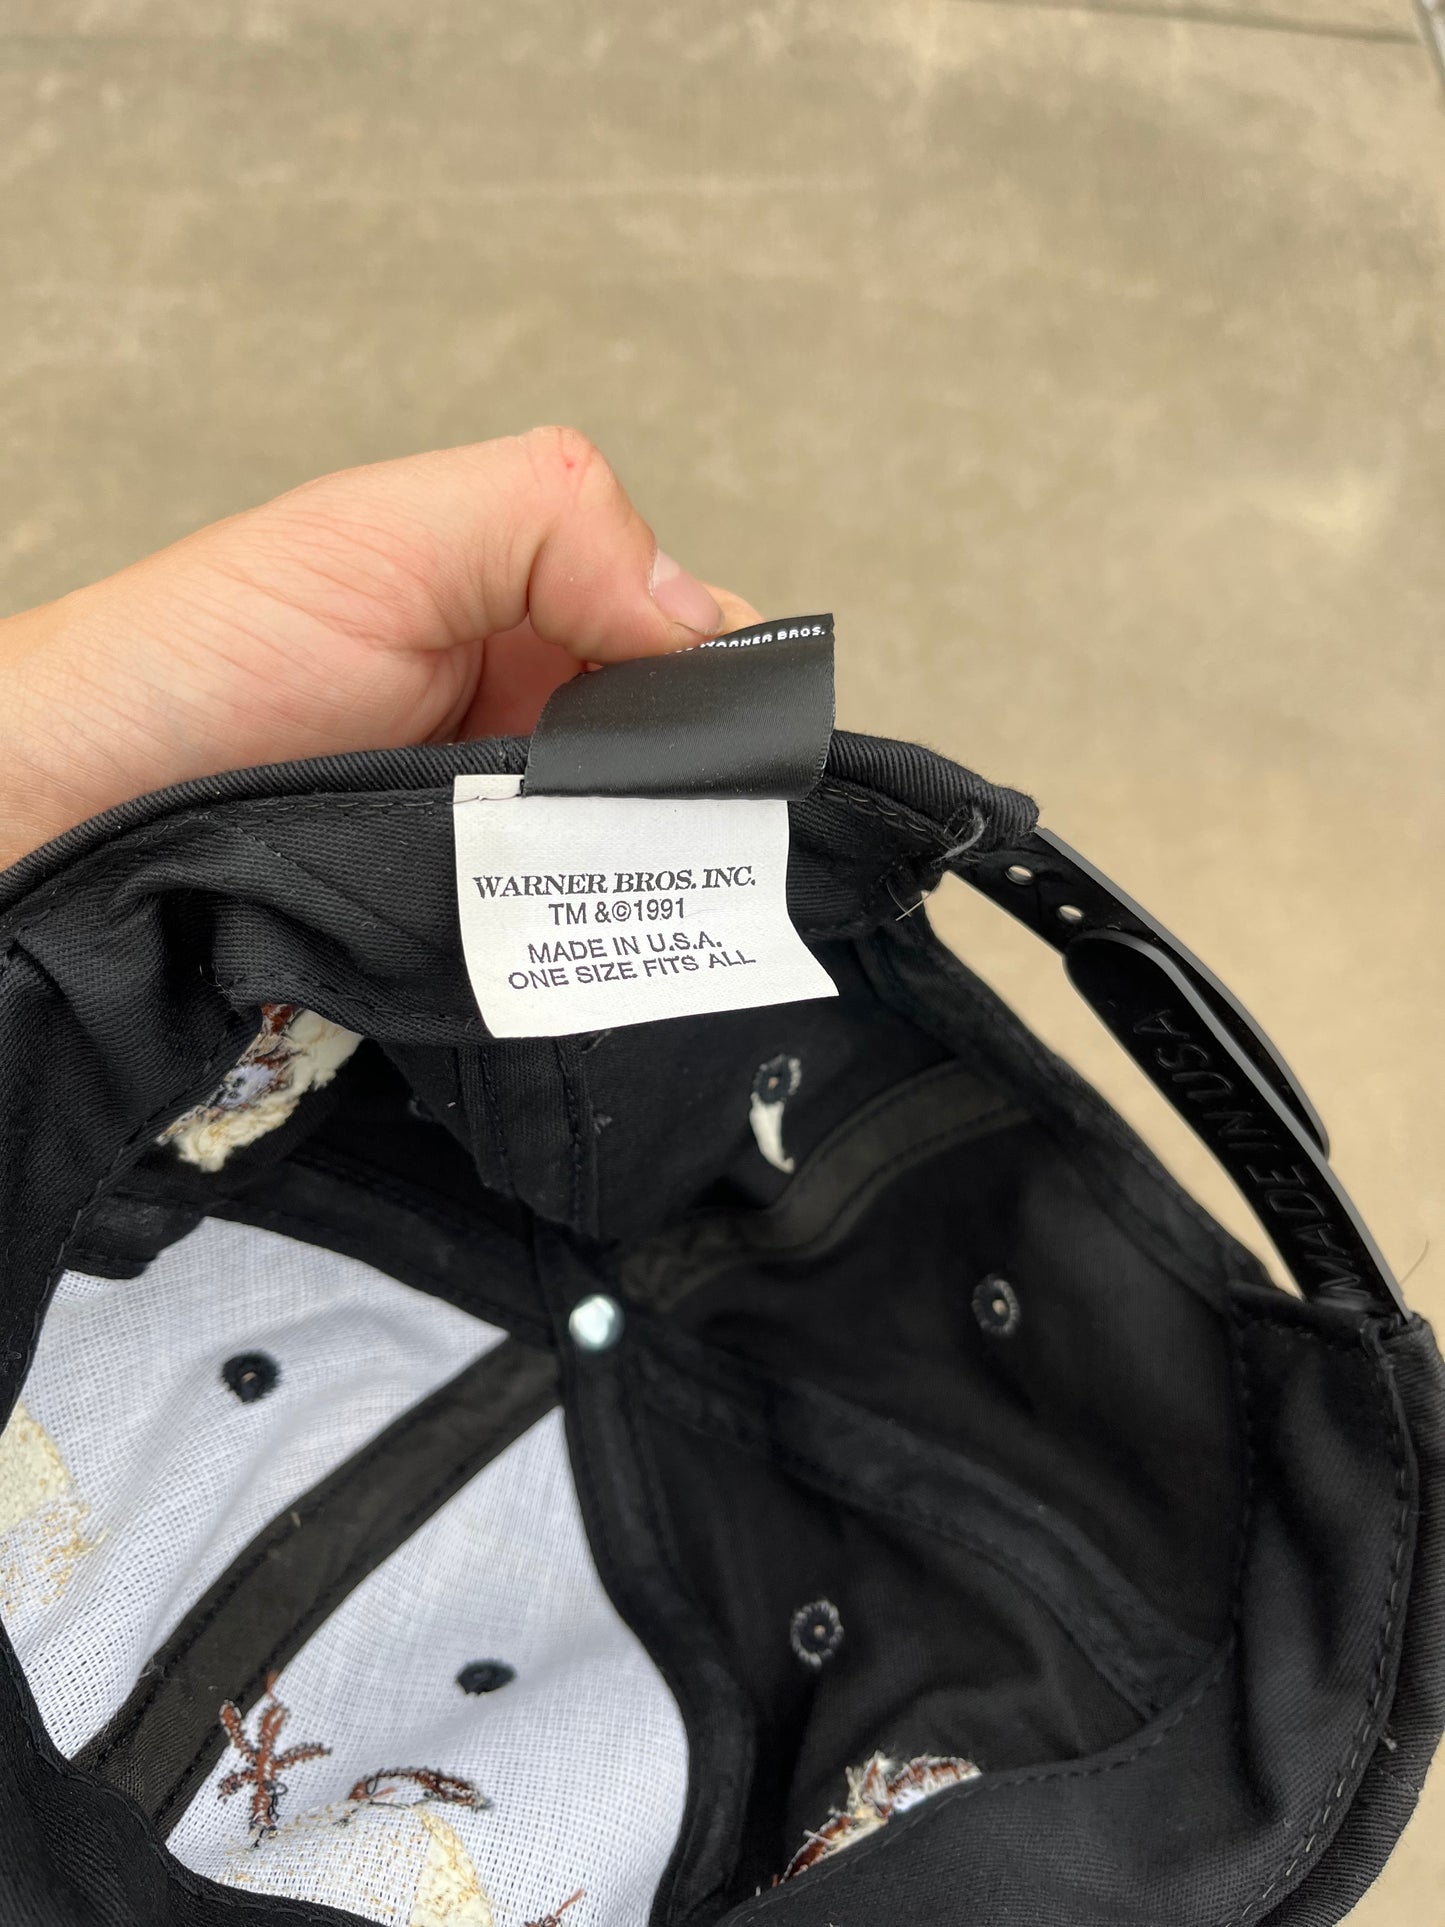 WARNER BROS.
WARNER BROS. INC.
TM &©1991
MADE IN U.S.A.
ONE SIZE FITS ALL
MADE IN USA